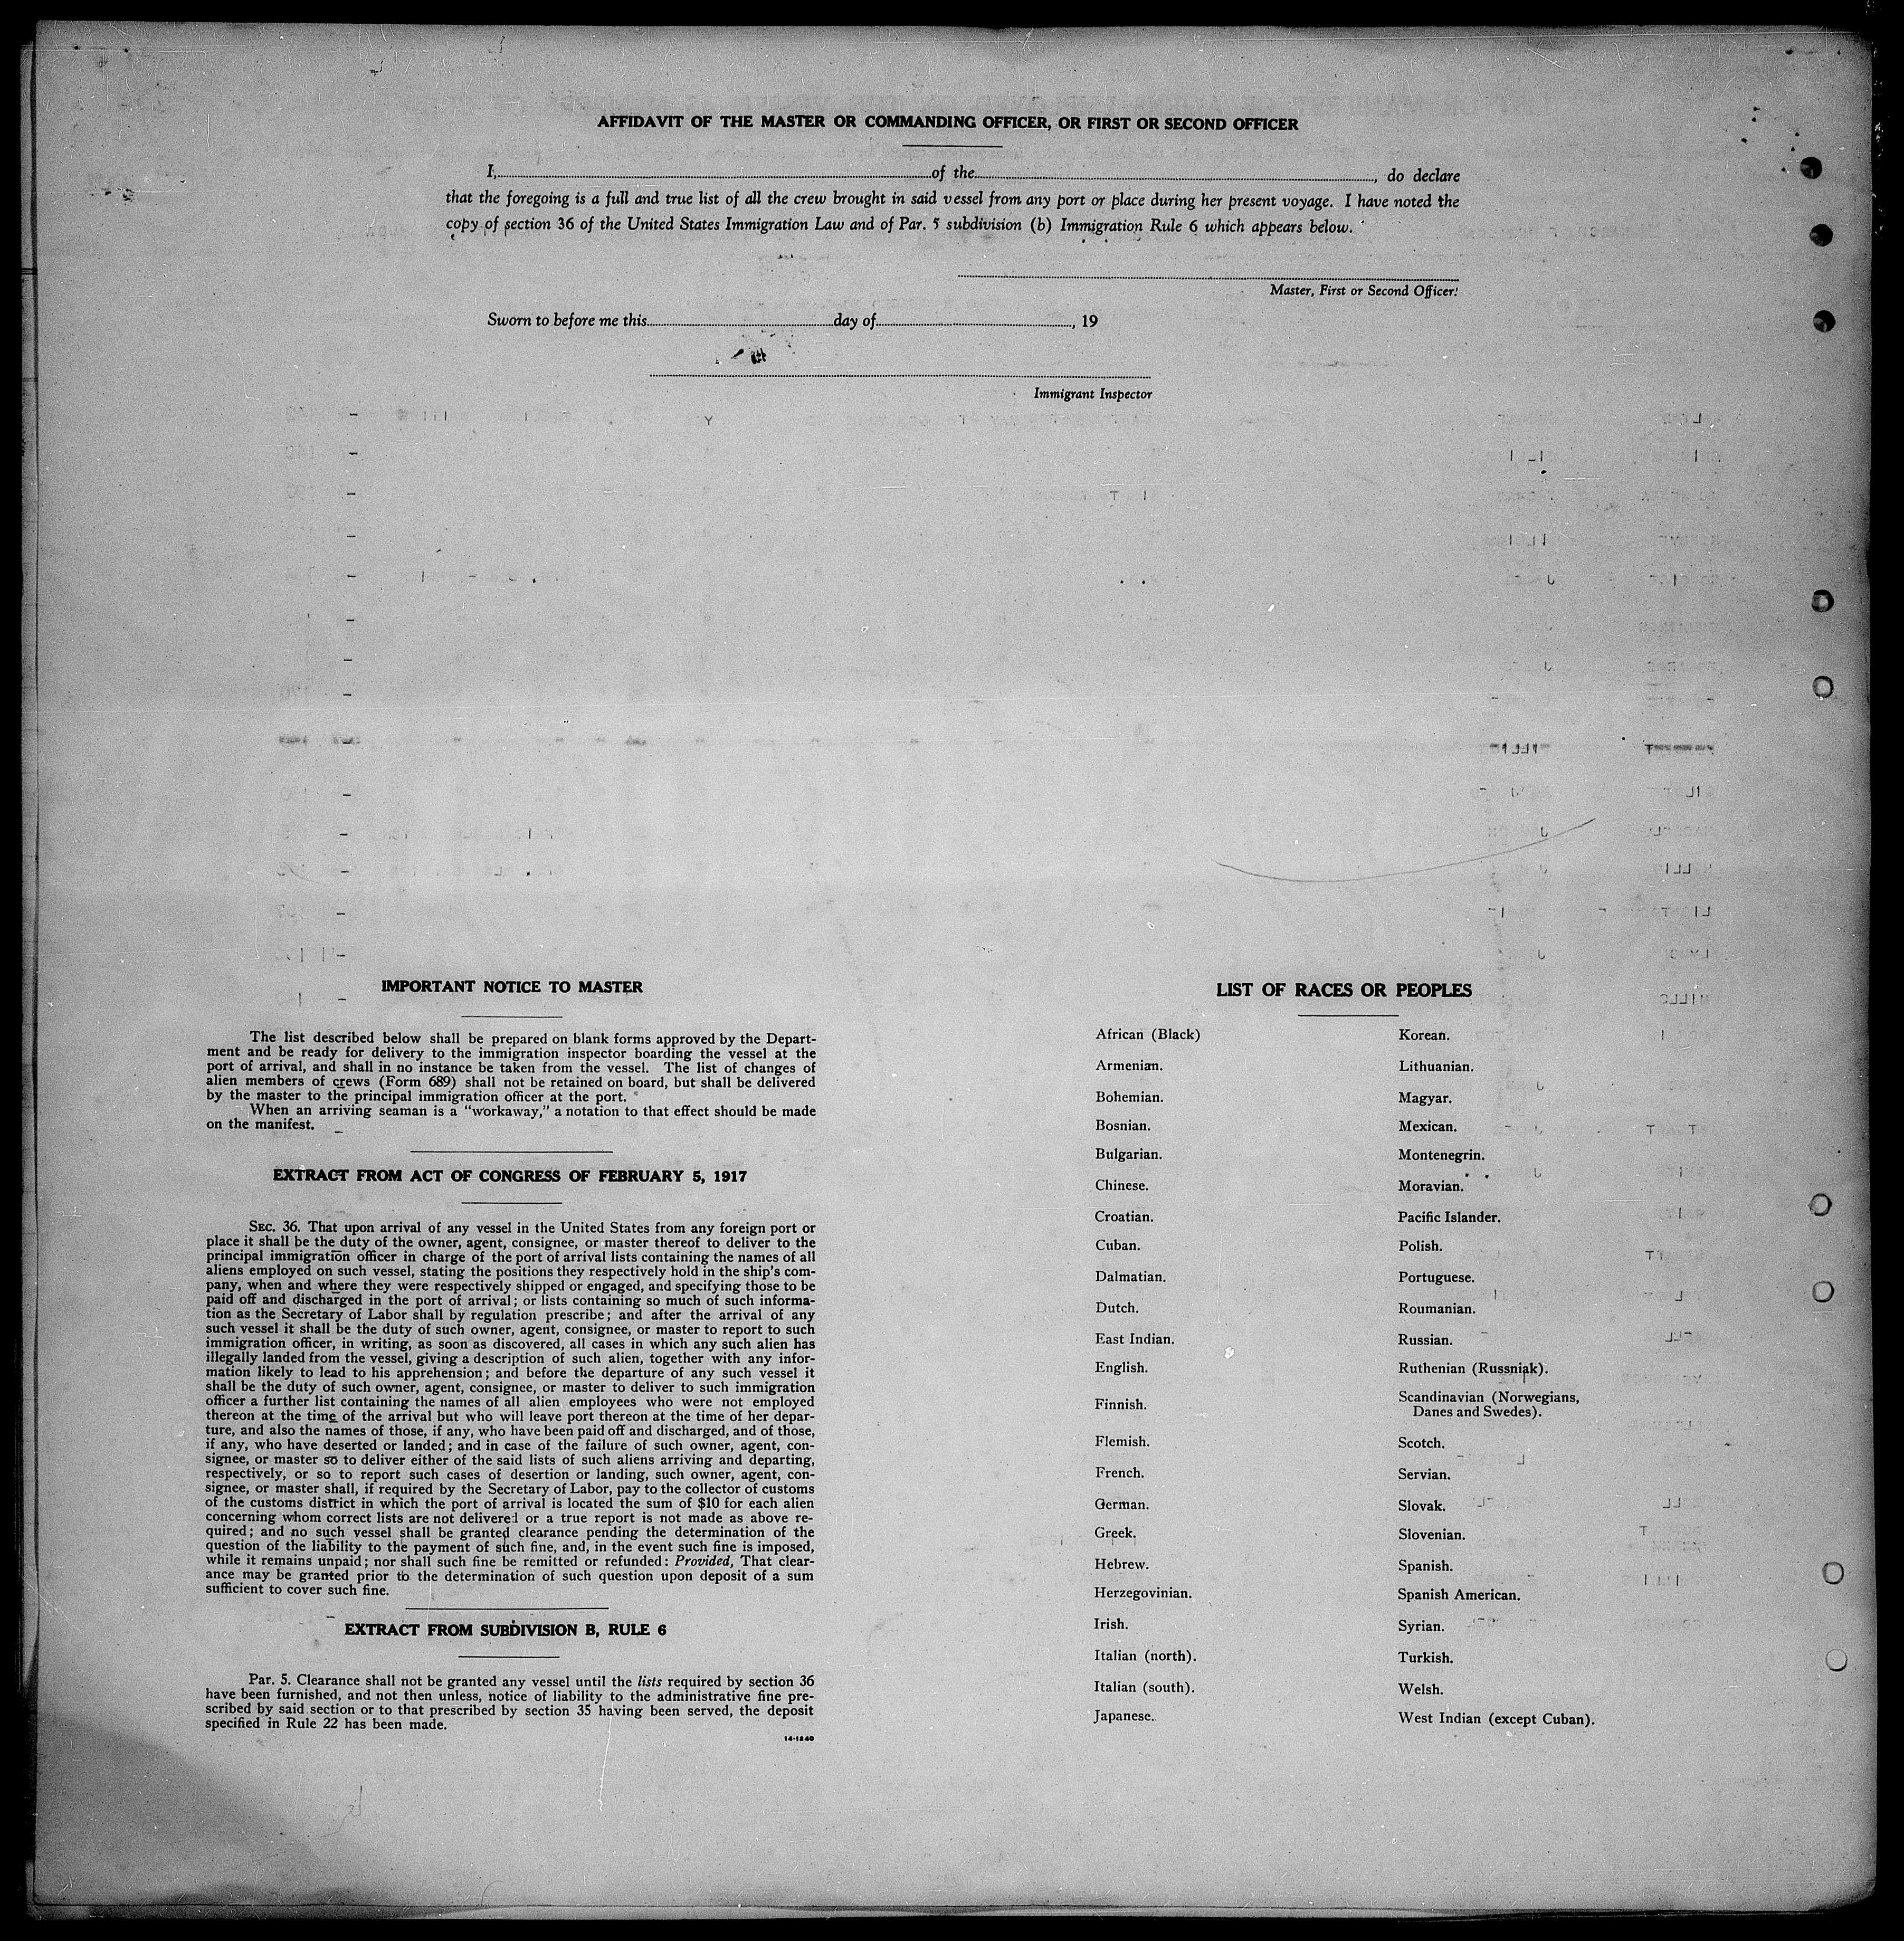 AFFIDAVIT OF THE MASTER OR COMMANDING OFFICER, OR FIRST OR SECOND OFFICER
I, of the , do declare
that the foregoing is a full and true list of all the crew brought in said vessel from any port or place during her present voyage. I have noted the
copy of section 36 of the United States Immigration Law and of Par. 5 subdivision (b) Immigration Rule 6 which appears below.
Master, First or Second Officer.
Sworn to before me this day of , 19
Immigrant Inspector
IMPORTANT NOTICE TO MASTER
The list described below shall be prepared on blank forms approved by the Depart-
ment and be ready for delivery to the immigration inspector boarding the vessel at the
port of arrival, and shall in no instance be taken from the vessel. The list of changes of
alien members of crews (Form 689) shall not be retained on board, but shall be delivered
by the master to the principal immigration officer at the port.
When an arriving seaman is a “workaway,” a notation to that effect should be made
on the manifest.
EXTRACT FROM ACT OF CONGRESS OF FEBRUARY 5, 1917
SEC. 36. That upon arrival of any vessel in the United States from any foreign port or
place it shall be the duty of the owner, agent, consignee, or master thereof to deliver to the
principal immigration officer in charge of the port of arrival lists containing the names of all
aliens employed on such vessel, stating the positions they respectively hold in the ship's com-
pany, when and where they were respectively shipped or engaged, and specifying those to be
paid off and discharged in the port of arrival; or lists containing so much of such informa-
tion as the Secretary of Labor shall by regulation prescribe; and after the arrival of any
such vessel it shall be the duty of such owner, agent, consignee, or master to report to such
immigration officer, in writing, as soon as discovered, all cases in which any such alien has
illegally landed from the vessel, giving a description of such alien, together with any infor-
mation likely to lead to his apprehension; and before the departure of any such vessel it
shall be the duty of such owner, agent, consignee, or master to deliver to such immigration
officer a further list containing the names of all alien employees who were not employed
thereon at the time of the arrival but who will leave port thereon at the time of her depar-
ture, and also the names of those, if any, who have been paid off and discharged, and of those,
if any, who have deserted or landed; and in case of the failure of such owner, agent, con-
signee, or master so to deliver either of the said lists of such aliens arriving and departing,
respectively, or so to report such cases of desertion or landing, such owner, agent, con-
signee, or master shall, if required by the Secretary of Labor, pay to the collector of customs
of the customs district in which the port of arrival is located the sum of $10 for each alien
concerning whom correct lists are not delivered or a true report is not made as above re-
quired; and no such vessel shall be granted clearance pending the determination of the
question of the liability to the payment of such fine, and, in the event such fine is imposed,
while it remains unpaid; nor shall such fine be remitted or refunded: Provided, That clear-
ance may be granted prior to the determination of such question upon deposit of a sum
sufficient to cover such fine.
EXTRACT FROM SUBDIVISION B, RULE 6
Par. 5. Clearance shall not be granted any vessel until the lists required by section 36
have been furnished, and not then unless, notice of liability to the administrative fine pre-
scribed by said section or to that prescribed by section 35 having been served, the deposit
specified in Rule 22 has been made.
14-1240
LIST OF RACES OR PEOPLES
African (Black)
Armenian.
Bohemian.
Bosnian.
Bulgarian.
Chinese.
Croatian.
Cuban.
Dalmatian.
Dutch.
East Indian.
English.
Finnish.
Flemish.
French.
German.
Greek.
Hebrew.
Herzegovinian.
Irish.
Italian (north).
Italian (south).
Japanese.
Korean.
Lithuanian.
Magyar.
Mexican.
Montenegrin.
Moravian.
Pacific Islander.
Polish.
Portuguese.
Roumanian.
Russian.
Ruthenian (Russniak).
Scandinavian (Norwegians,
Danes and Swedes).
Scotch.
Servian.
Slovak.
Slovenian.
Spanish.
Spanish American.
Syrian.
Turkish.
Welsh.
West Indian (except Cuban).